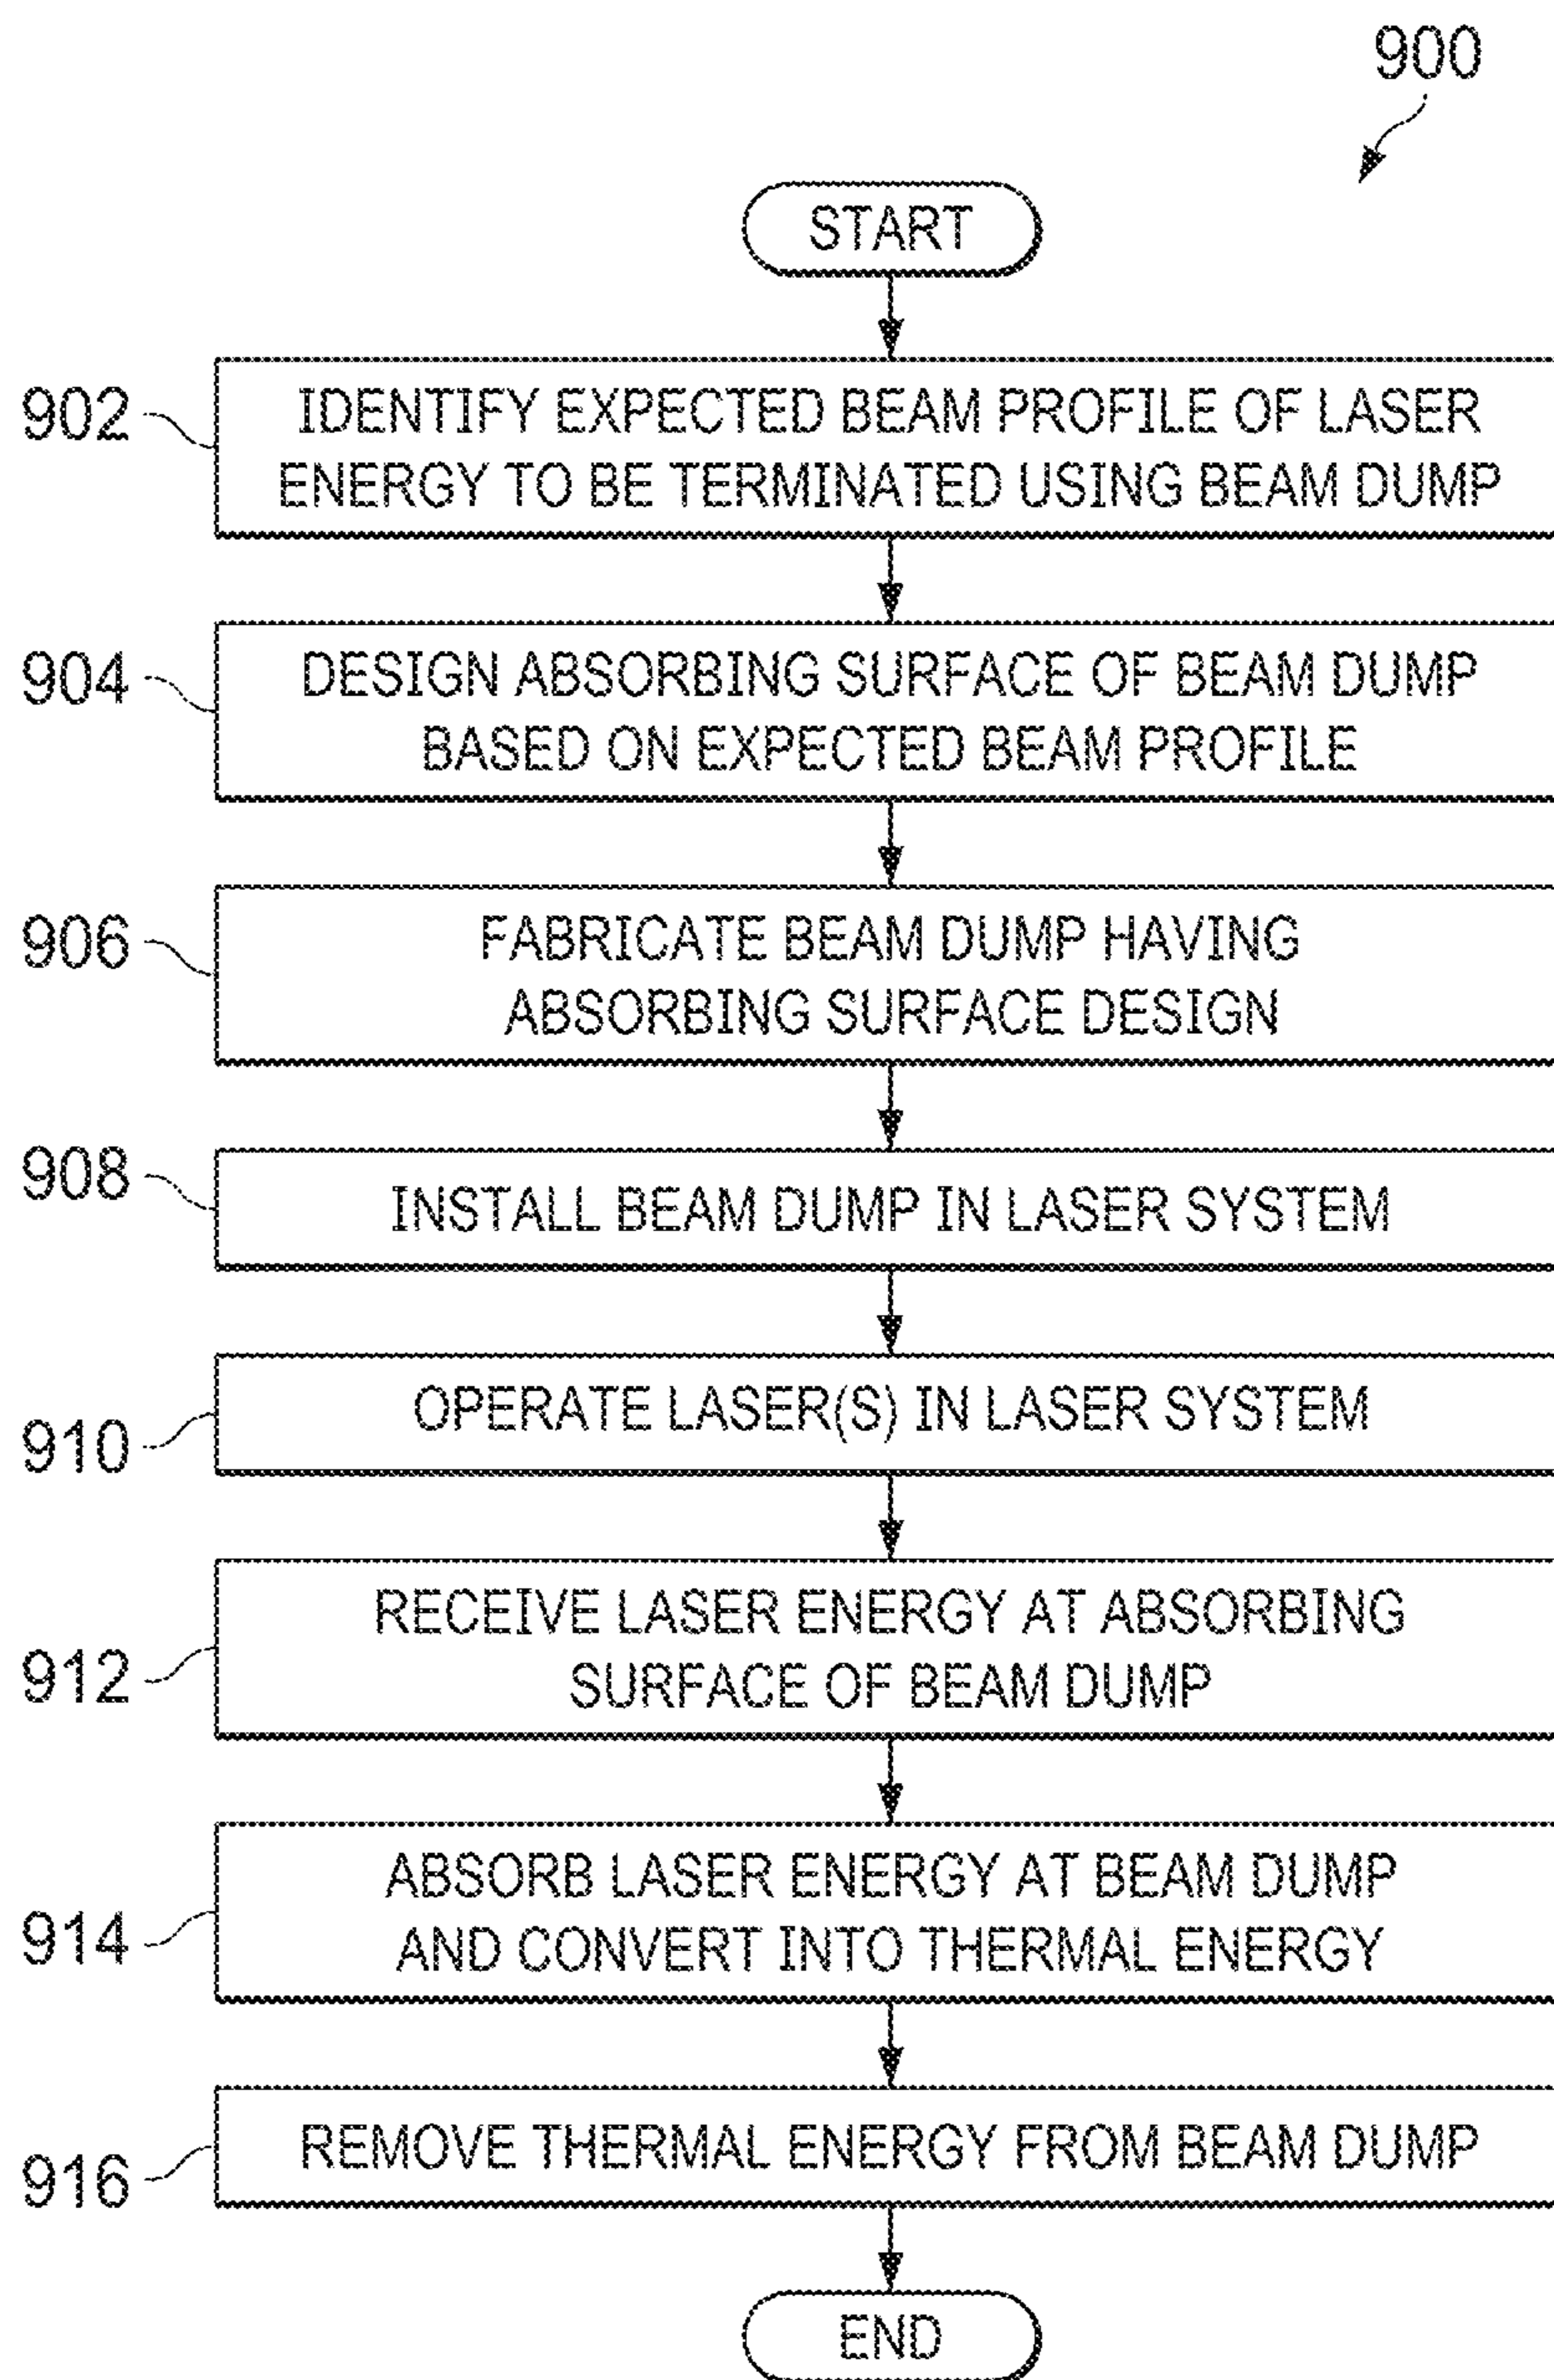 900
START
902
IDENTIFY EXPECTED BEAM PROFILE OF LASER
ENERGY TO BE TERMINATED USING BEAM DUMP
904
DESIGN ABSORBING SURFACE OF BEAM DUMP
BASED ON EXPECTED BEAM PROFILE
906
FABRICATE BEAM DUMP HAVING
ABSORBING SURFACE DESIGN
908
INSTALL BEAM DUMP IN LASER SYSTEM
910
OPERATE LASER(S) IN LASER SYSTEM
912
RECEIVE LASER ENERGY AT ABSORBING
SURFACE OF BEAM DUMP
914
ABSORB LASER ENERGY AT BEAM DUMP
AND CONVERT INTO THERMAL ENERGY
916
REMOVE THERMAL ENERGY FROM BEAM DUMP
END